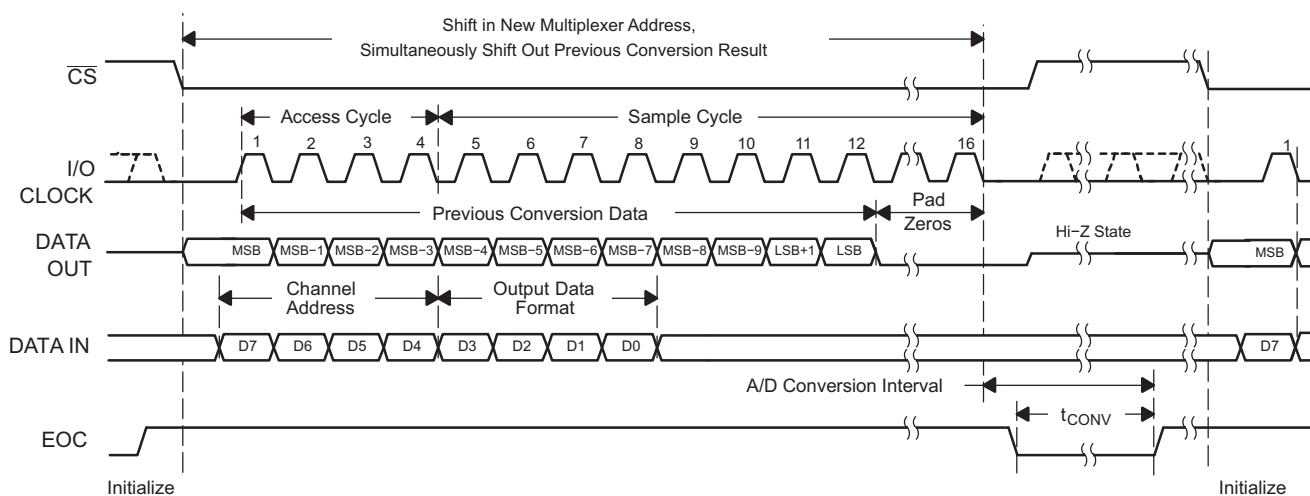 Shift in New Multiplexer Address,
Simultaneously Shift Out Previous Conversion Result
CS
Access Cycle
Sample Cycle
1 2 3 4 5 6 7 8 9 10 11 12 16 1
I/O
CLOCK
Previous Conversion Data
Pad
Zeros
DATA
OUT
MSB MSB−1 MSB−2 MSB−3 MSB−4 MSB−5 MSB−6 MSB−7 MSB−8 MSB−9 LSB+1 LSB
Hi−Z State
MSB
Channel
Address
Output Data
Format
DATA IN
D7 D6 D5 D4 D3 D2 D1 D0 D7
A/D Conversion Interval
tCONV
EOC
Initialize
Initialize